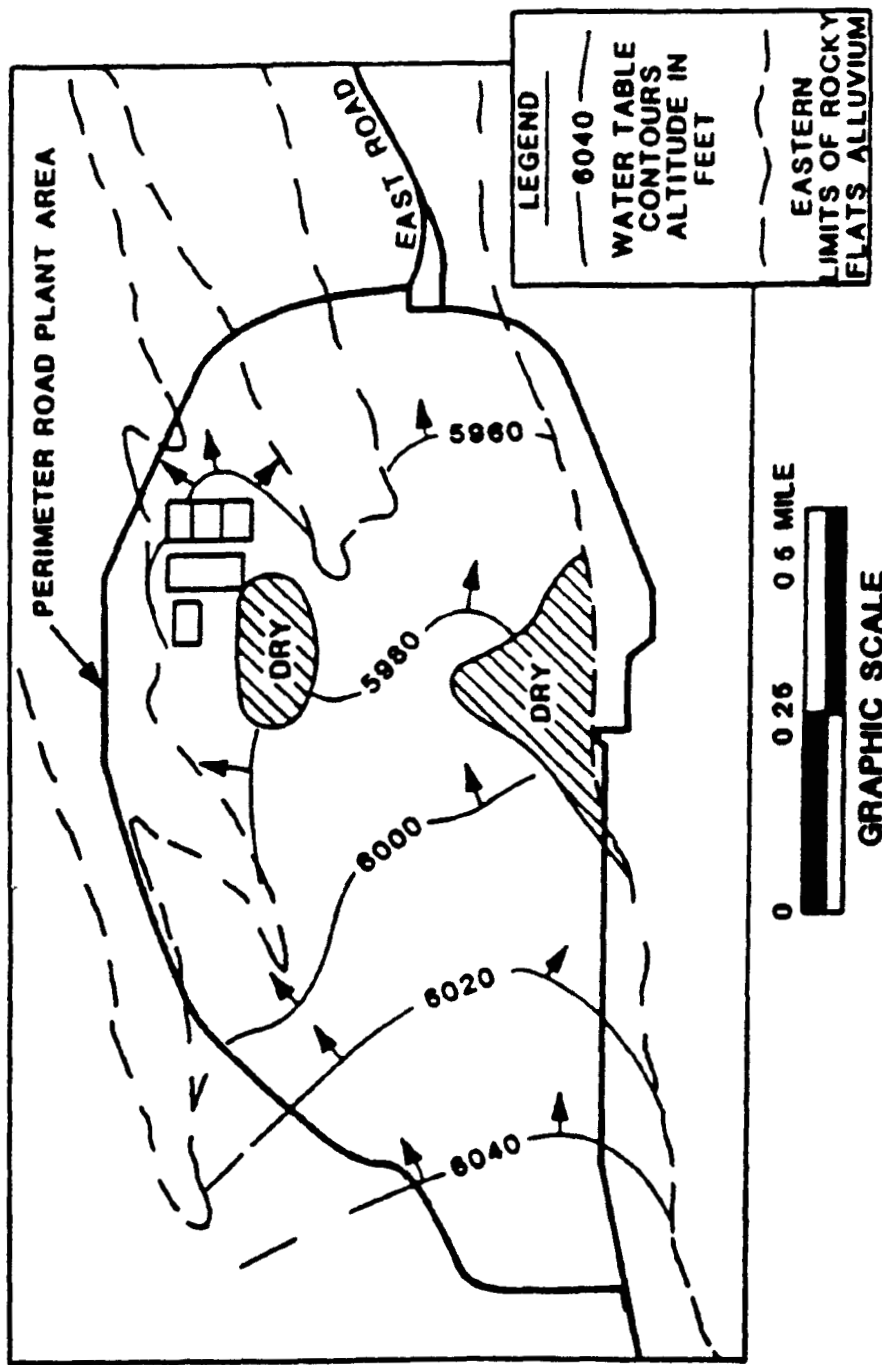 PERIMETER ROAD PLANT AREA
EAST ROAD
DRY
DRY
5960
5980
6000
6020
6040
LEGEND
6040
WATER TABLE
CONTOURS
ALTITUDE IN
FEET
EASTERN
LIMITS OF ROCKY
FLATS ALLUVIUM
0 0 25 0 5 MILE
GRAPHIC SCALE